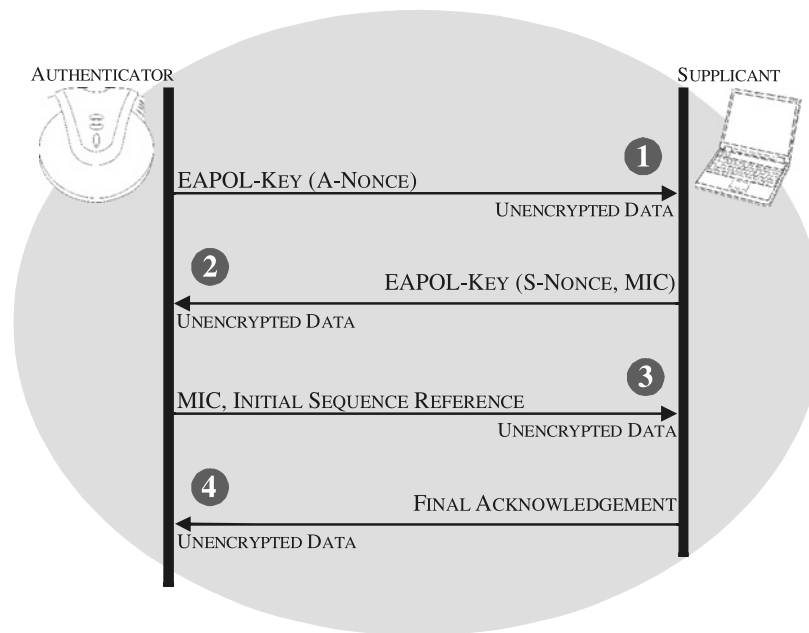 AUTHENTICATOR
SUPPLICANT
1
EAPOL-KEY (A-NONCE)
UNENCRYPTED DATA
2
EAPOL-KEY (S-NONCE, MIC)
UNENCRYPTED DATA
3
MIC, INITIAL SEQUENCE REFERENCE
UNENCRYPTED DATA
4
FINAL ACKNOWLEDGEMENT
UNENCRYPTED DATA